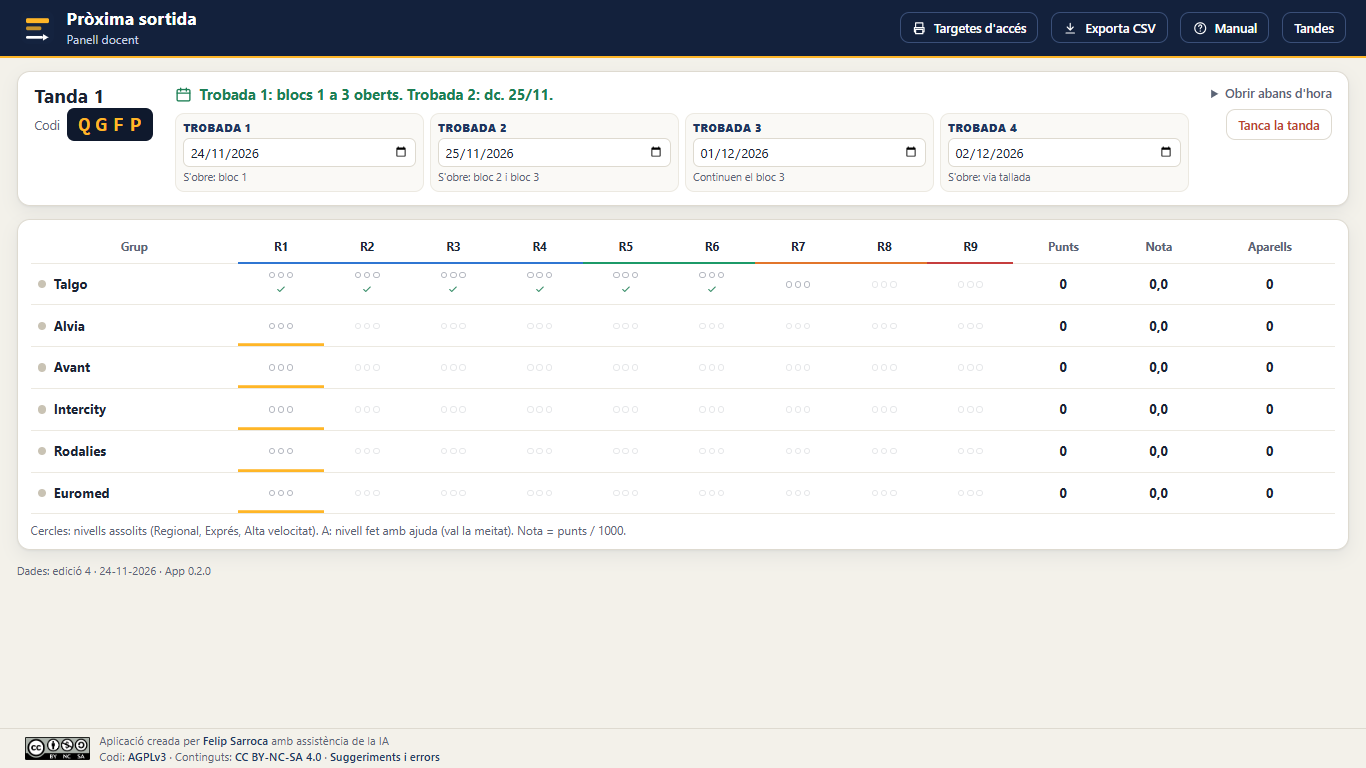 Pròxima sortida
Panell docent
Targetes d'accés
Exporta CSV
Manual
Tandes
Tanda 1
Codi QGFP
Trobada 1: blocs 1 a 3 oberts. Trobada 2: dc. 25/11.
Obrir abans d'hora
Tanca la tanda
TROBADA 1
24/11/2026
S'obre: bloc 1
TROBADA 2
25/11/2026
S'obre: bloc 2 i bloc 3
TROBADA 3
01/12/2026
Continuen el bloc 3
TROBADA 4
02/12/2026
S'obre: via tallada
Grup R1 R2 R3 R4 R5 R6 R7 R8 R9 Punts Nota Aparells
Talgo 0 0,0 0
Alvia 0 0,0 0
Avant 0 0,0 0
Intercity 0 0,0 0
Rodalies 0 0,0 0
Euromed 0 0,0 0
Cercles: nivells assolits (Regional, Exprés, Alta velocitat). A: nivell fet amb ajuda (val la meitat). Nota = punts / 1000.
Dades: edició 4 · 24-11-2026 · App 0.2.0
CC BY NC SA
Aplicació creada per Felip Sarroca amb assistència de la IA
Codi: AGPLv3 · Continguts: CC BY-NC-SA 4.0 · Suggeriments i errors